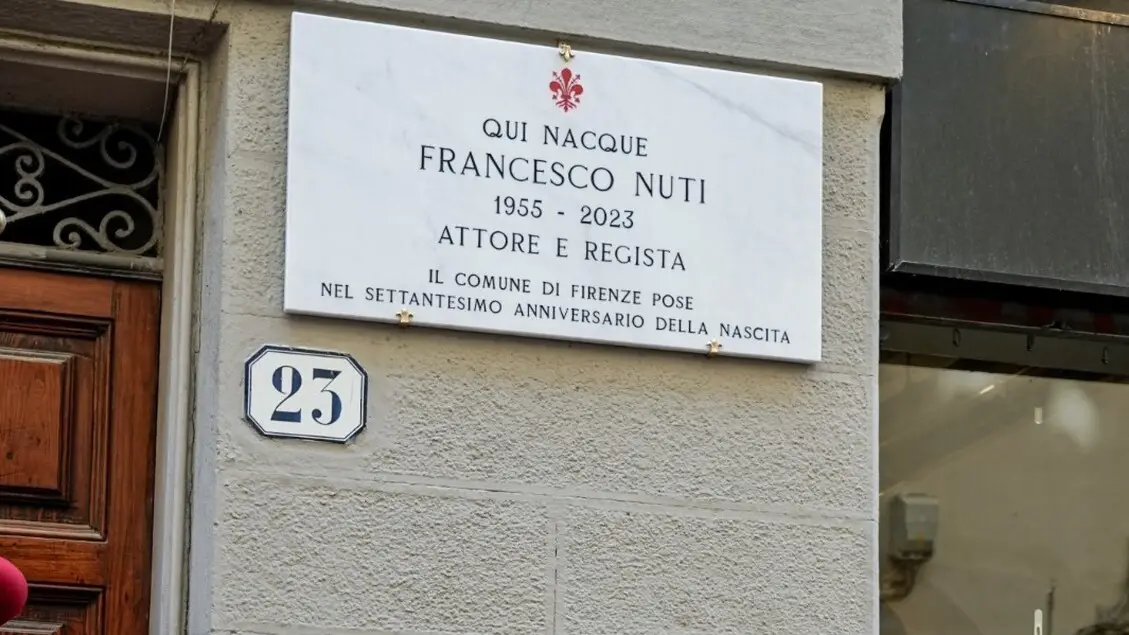 QUI NACQUE
FRANCESCO NUTI
1955 - 2023
ATTORE E REGISTA
IL COMUNE DI FIRENZE POSE
NEL SETTANTESIMO ANNIVERSARIO DELLA NASCITA
23